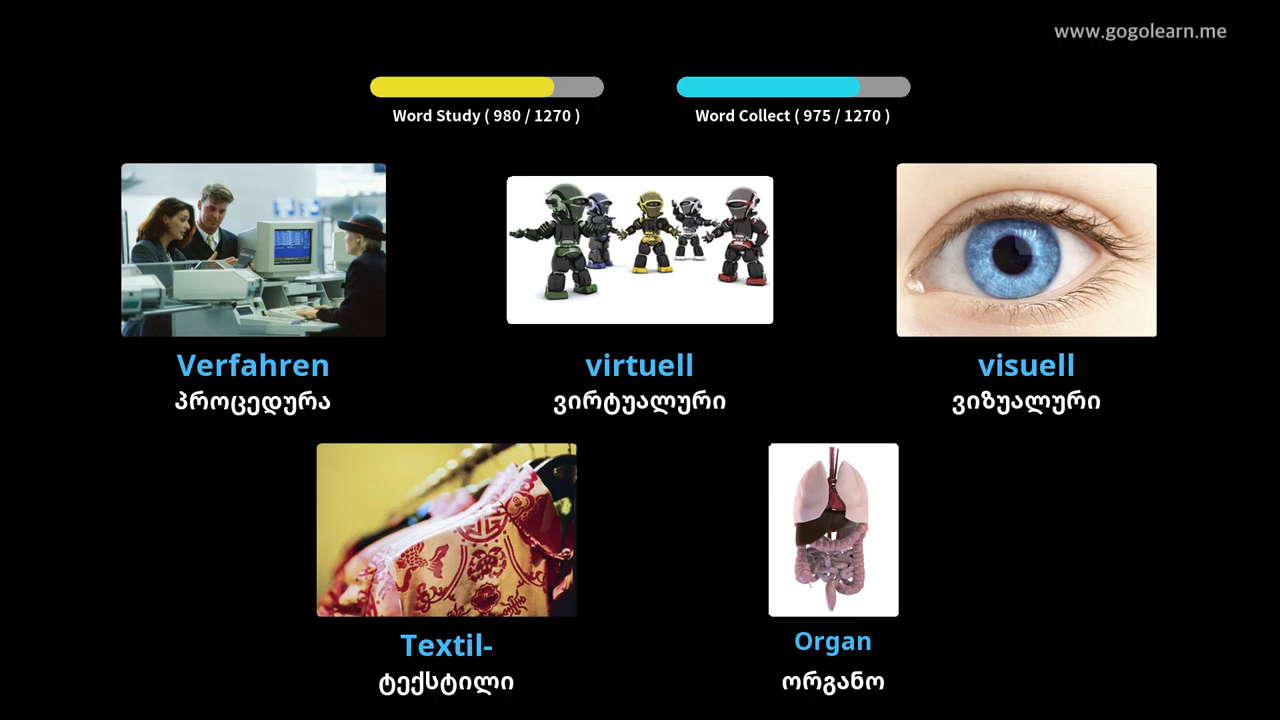 www.gogolearn.me
Word Study ( 980 / 1270 )
Word Collect ( 975 / 1270 )
Verfahren
პროცედურა
virtuell
ვირტუალური
visuell
ვიზუალური
Textil-
ტექსტილი
Organ
ორგანო